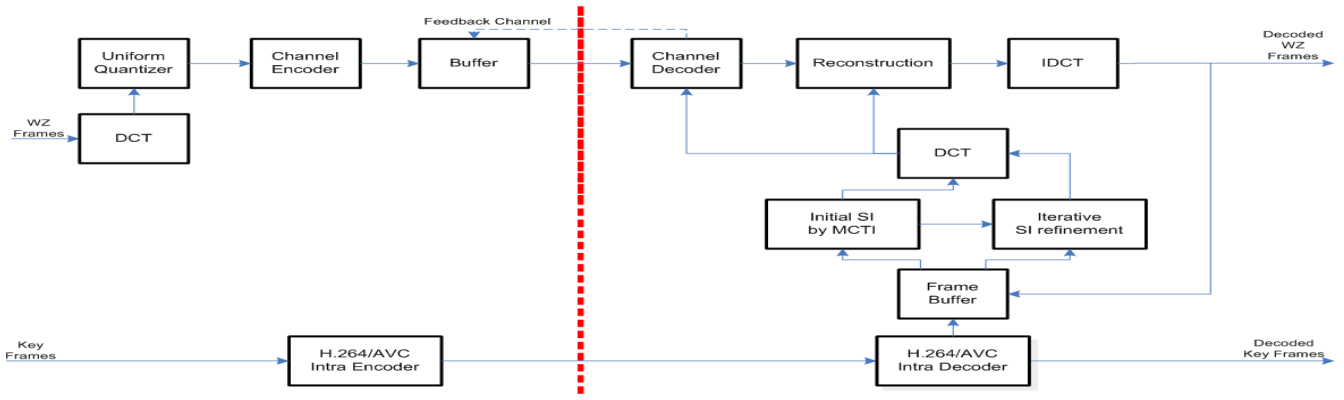 Feedback Channel
Decoded
WZ
Frames
Uniform
Quantizer
Channel
Encoder
Buffer
Channel
Decoder
Reconstruction
IDCT
WZ
Frames
DCT
DCT
Initial SI
by MCTI
Iterative
SI refinement
Frame
Buffer
Key
Frames
H.264/AVC
Intra Encoder
H.264/AVC
Intra Decoder
Decoded
Key Frames